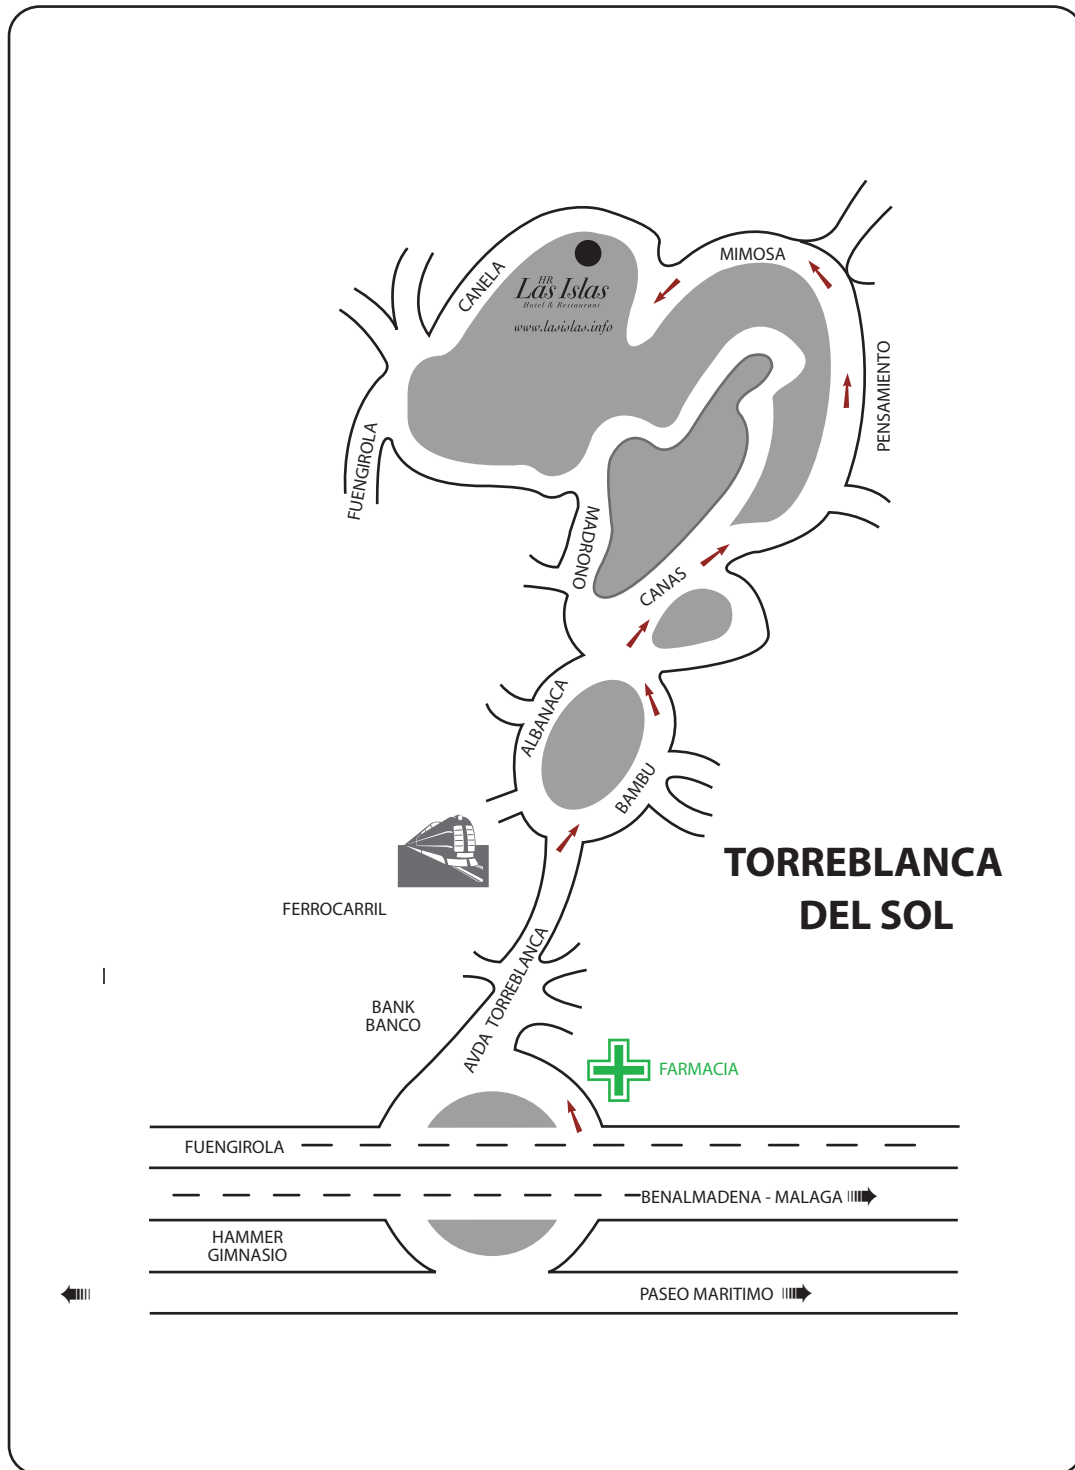 MIMOSA
CANELA
HR
Las Islas
Hotel & Restaurant
www.lasislas.info
PENSAMIENTO
FUENGIROLA
MADRONO
CANAS
ALBANACA
BAMBU
TORREBLANCA
DEL SOL
FERROCARRIL
AVDA TORREBLANCA
BANK
BANCO
FARMACIA
FUENGIROLA
BENALMADENA - MALAGA
HAMMER
GIMNASIO
PASEO MARITIMO